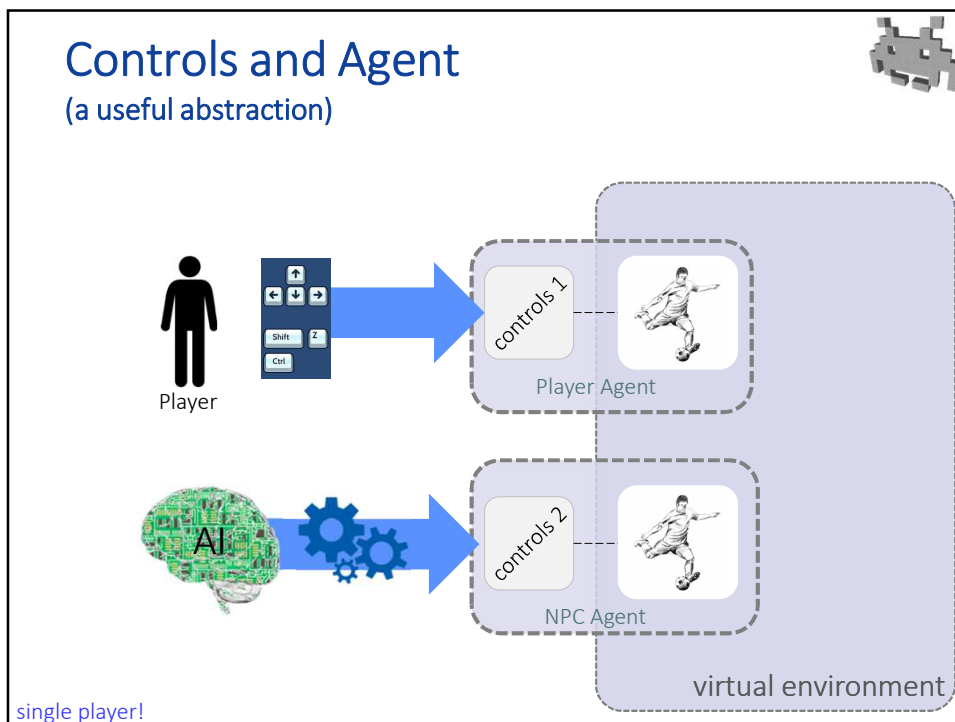 Controls and Agent
(a useful abstraction)
↑
← ↓ →
Shift Z
Ctrl
controls 1
Player Agent
Player
AI
controls 2
NPC Agent
virtual environment
single player!